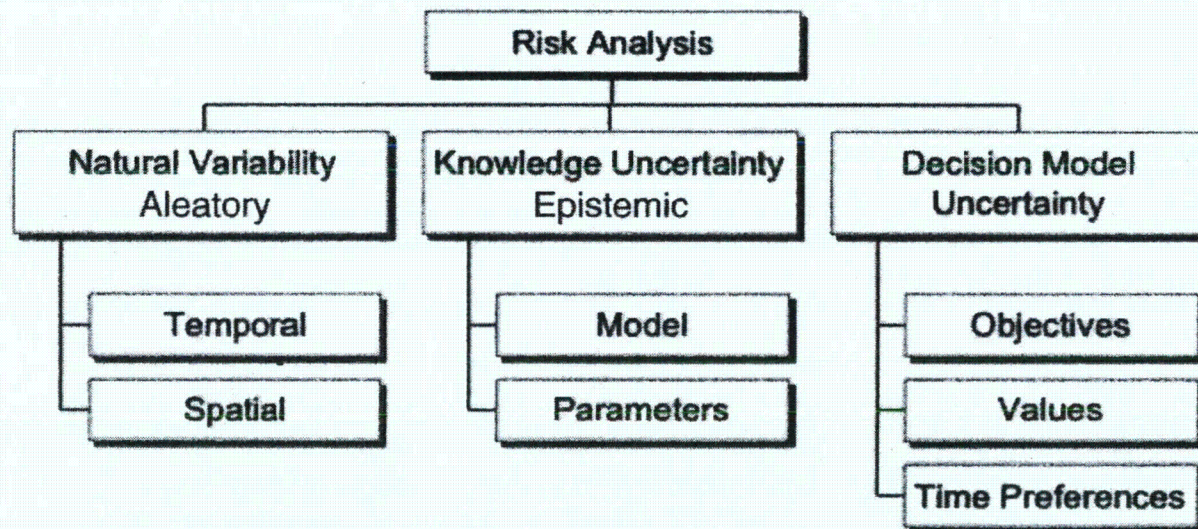 Risk Analysis
Natural Variability
Aleatory
Knowledge Uncertainty
Epistemic
Decision Model
Uncertainty
Temporal
Spatial
Model
Parameters
Objectives
Values
Time Preferences